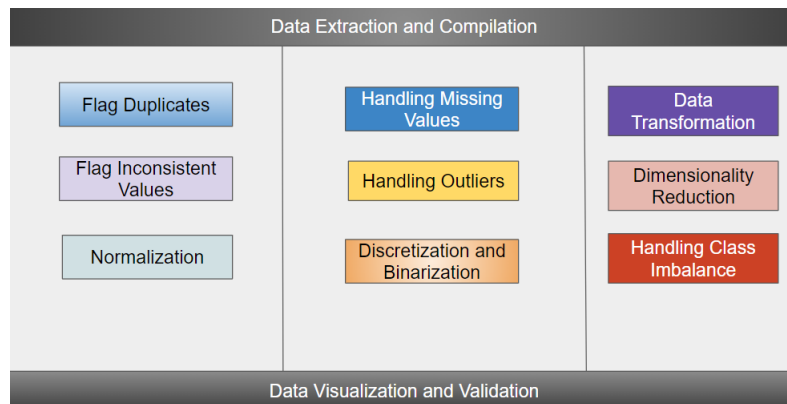 Data Extraction and Compilation
Flag Duplicates
Flag Inconsistent
Values
Normalization
Handling Missing
Values
Handling Outliers
Discretization and
Binarization
Data
Transformation
Dimensionality
Reduction
Handling Class
Imbalance
Data Visualization and Validation